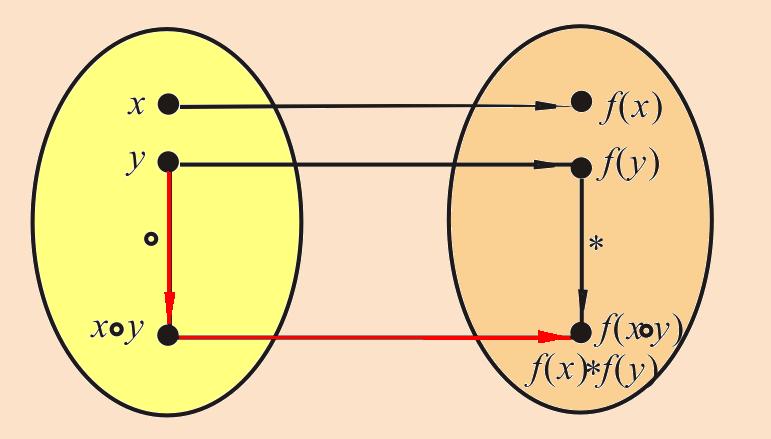 x f(x)
y f(y)
∘ *
x∘y f(x∘y)
f(x)*f(y)